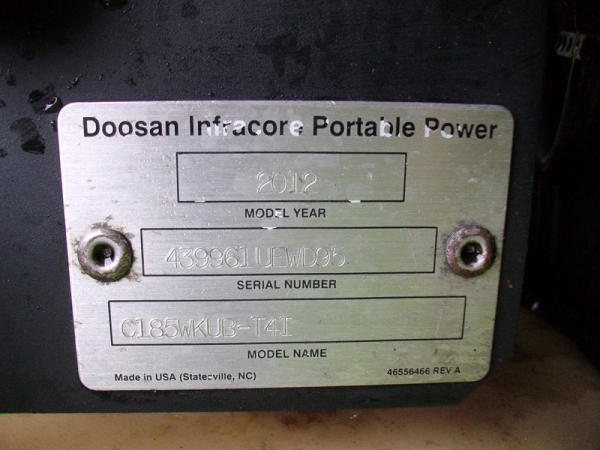 Doosan Infracore Portable Power
2012
MODEL YEAR
439961UEWD95
SERIAL NUMBER
C185WKUB-T4I
MODEL NAME
Made in USA (Statesville, NC)
46556466 REV A